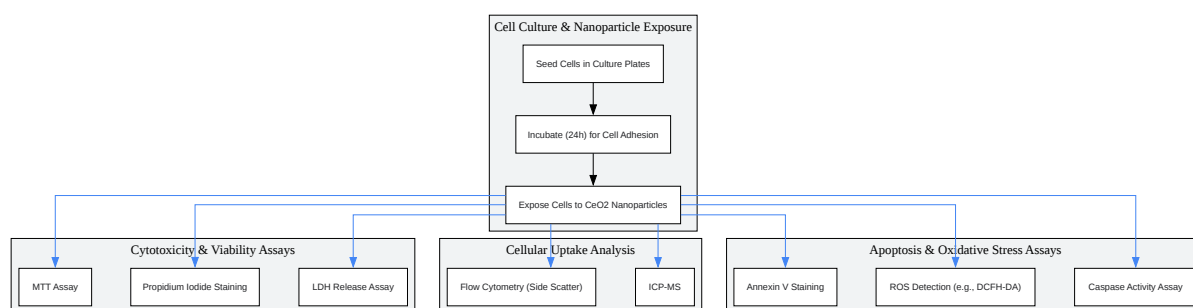 Cell Culture & Nanoparticle Exposure
Seed Cells in Culture Plates
Incubate (24h) for Cell Adhesion
Expose Cells to CeO2 Nanoparticles
Cytotoxicity & Viability Assays
MTT Assay
Propidium Iodide Staining
LDH Release Assay
Cellular Uptake Analysis
Flow Cytometry (Side Scatter)
ICP-MS
Apoptosis & Oxidative Stress Assays
Annexin V Staining
ROS Detection (e.g., DCFH-DA)
Caspase Activity Assay